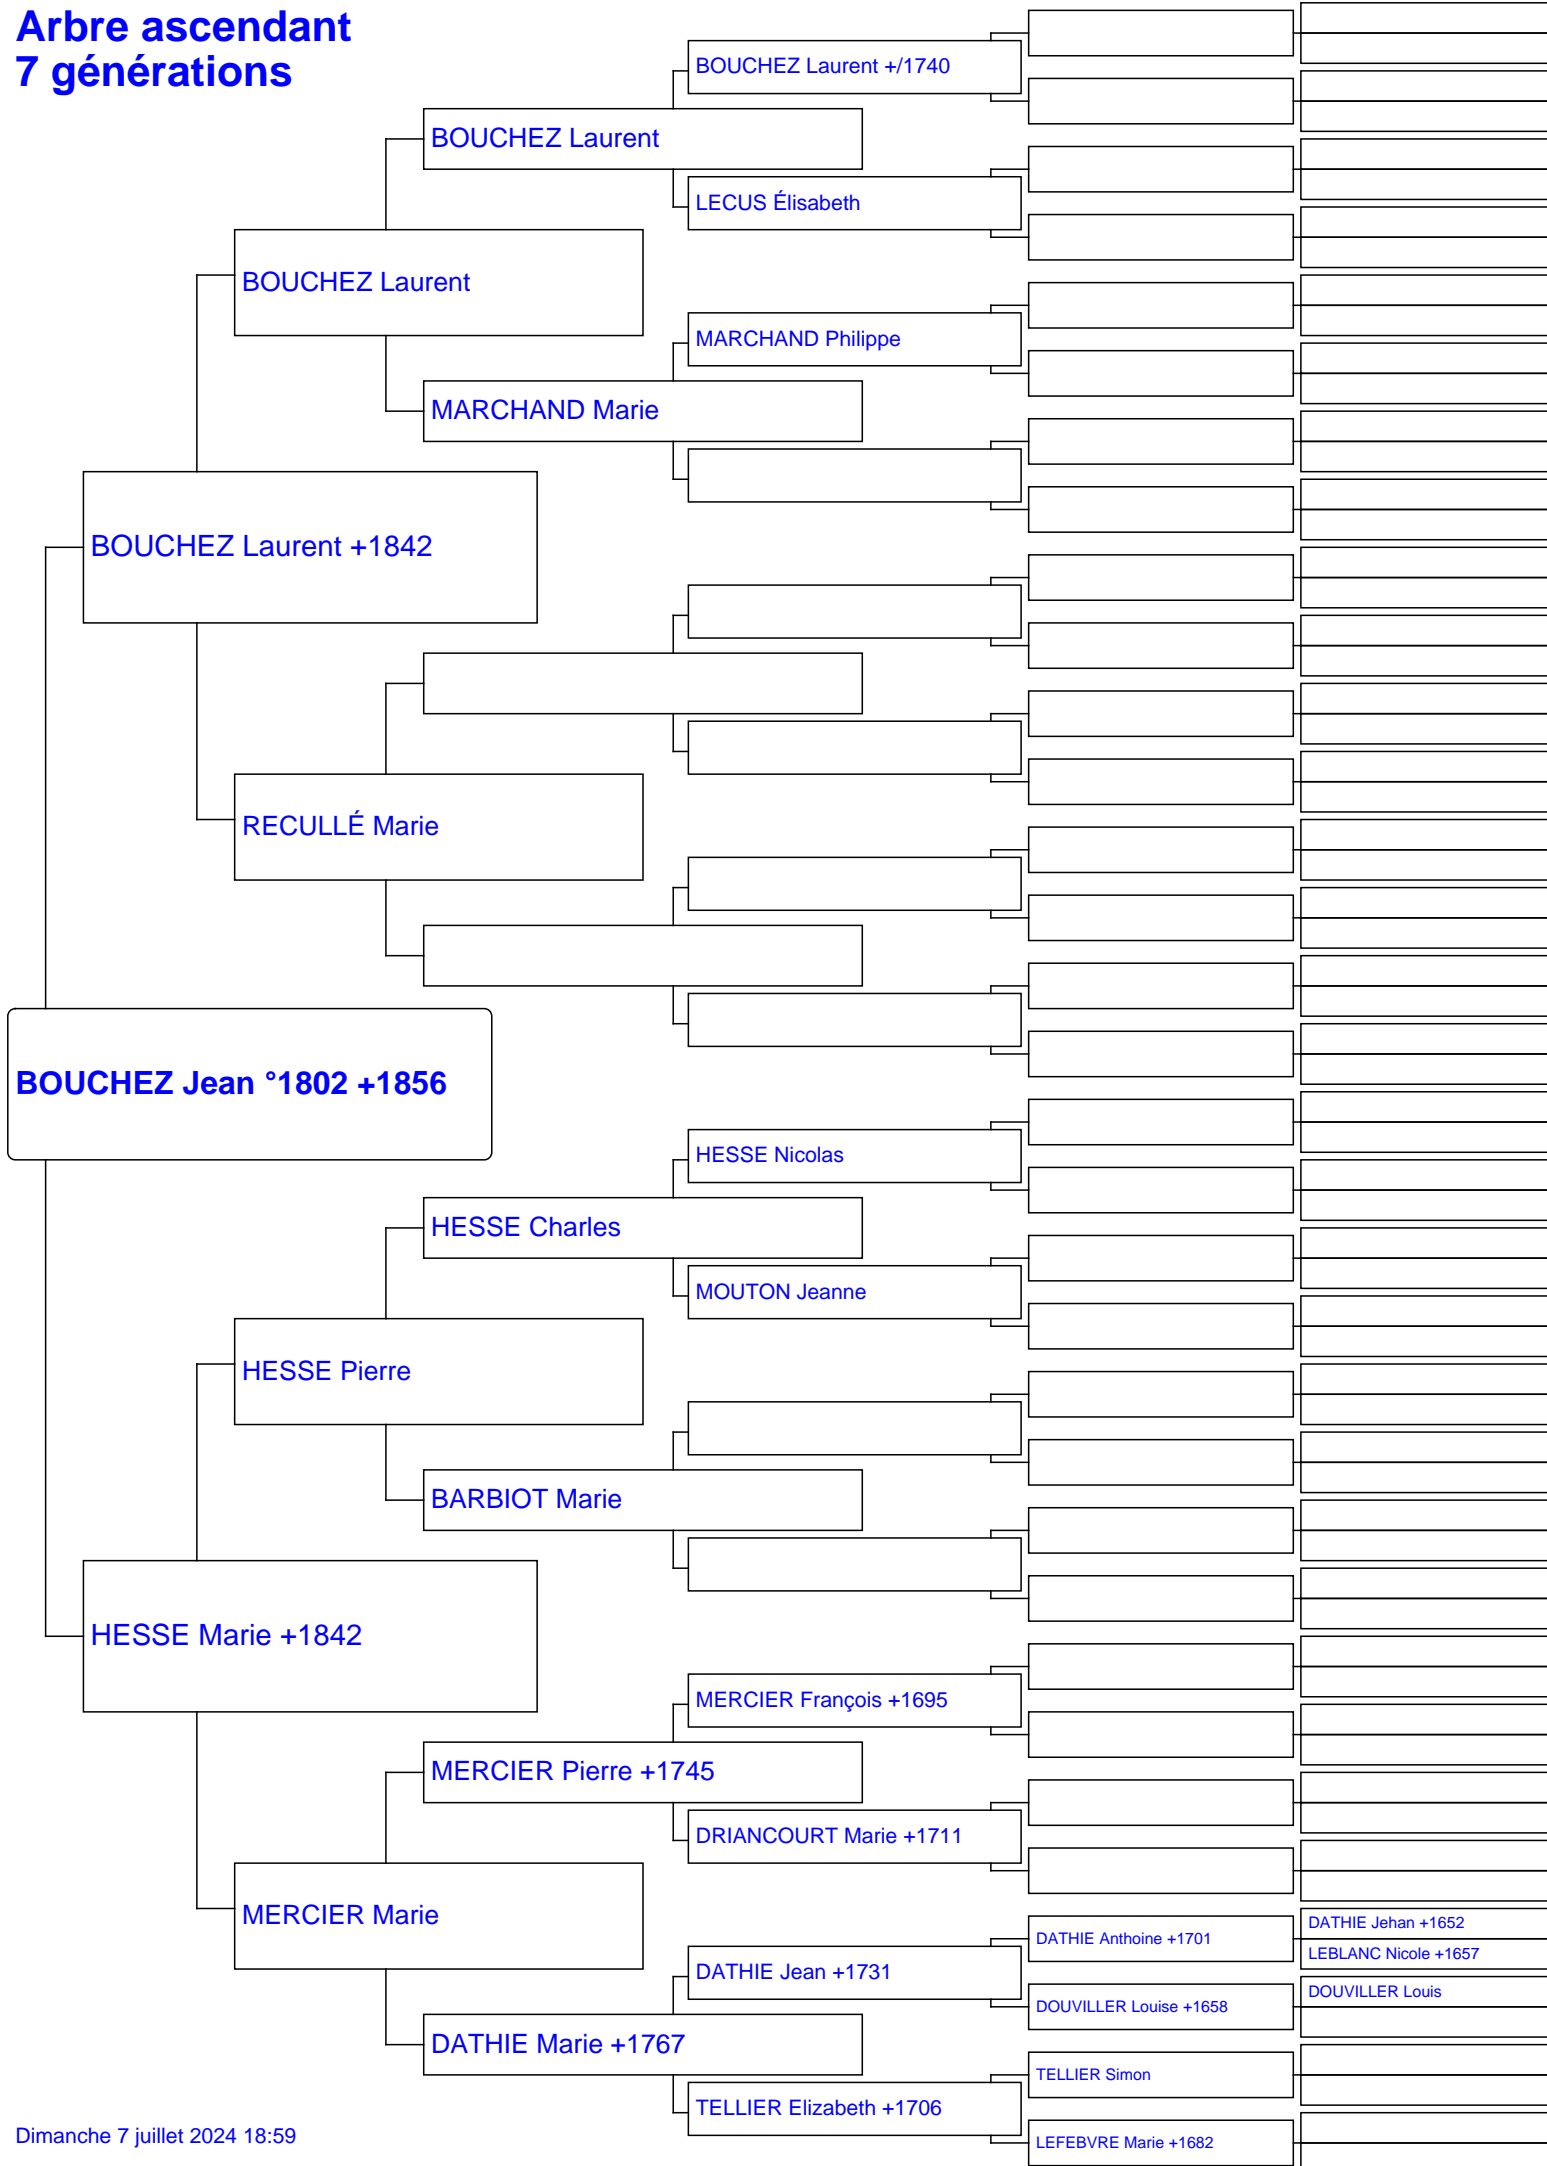 Arbre ascendant
7 générations
BOUCHEZ Laurent +/1740
BOUCHEZ Laurent
LECUS Élisabeth
BOUCHEZ Laurent
MARCHAND Philippe
MARCHAND Marie
BOUCHEZ Laurent +1842
RECULLÉ Marie
BOUCHEZ Jean °1802 +1856
HESSE Nicolas
HESSE Charles
MOUTON Jeanne
HESSE Pierre
BARBIOT Marie
HESSE Marie +1842
MERCIER François +1695
MERCIER Pierre +1745
DRIANCOURT Marie +1711
MERCIER Marie
DATHIE Jehan +1652
DATHIE Anthoine +1701
LEBLANC Nicole +1657
DATHIE Jean +1731
DOUVILLER Louis
DOUVILLER Louise +1658
DATHIE Marie +1767
TELLIER Simon
TELLIER Elizabeth +1706
LEFEBVRE Marie +1682
Dimanche 7 juillet 2024 18:59